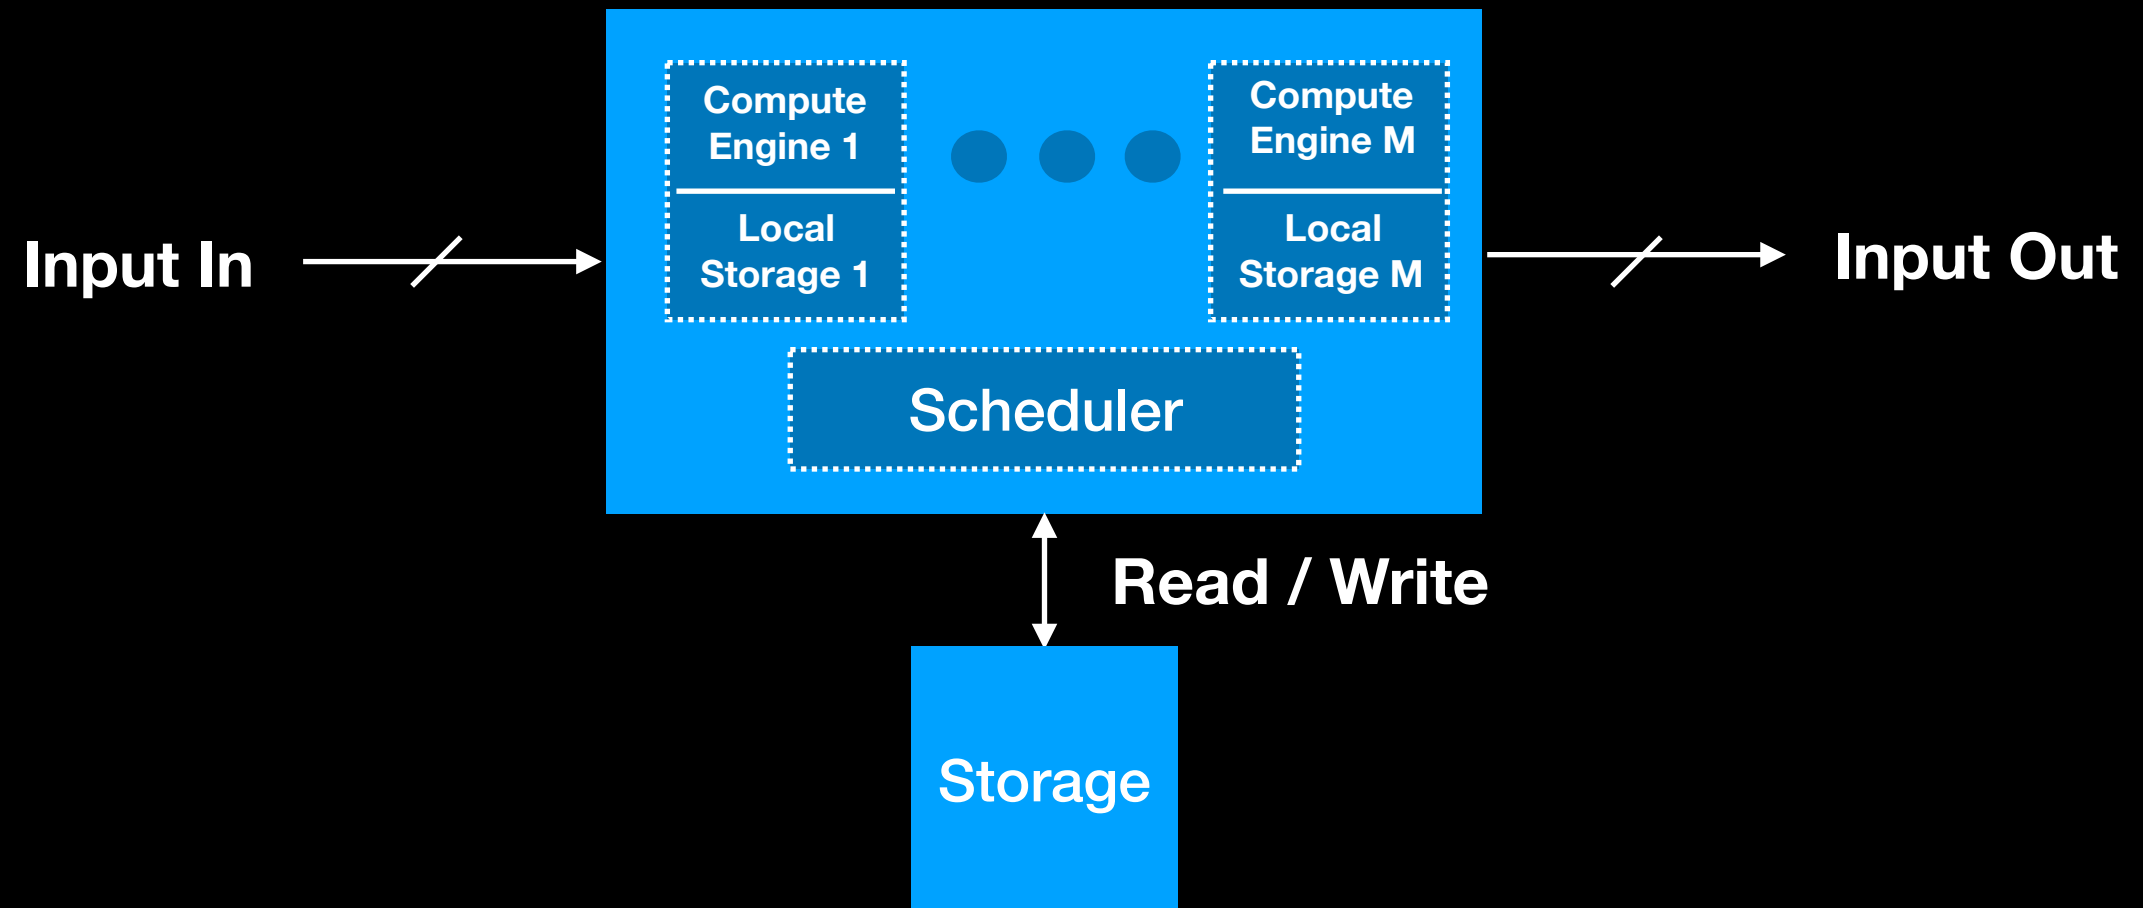 Compute
Engine 1
Local
Storage 1
Compute
Engine M
Local
Storage M
Input In
Input Out
Scheduler
Read / Write
Storage